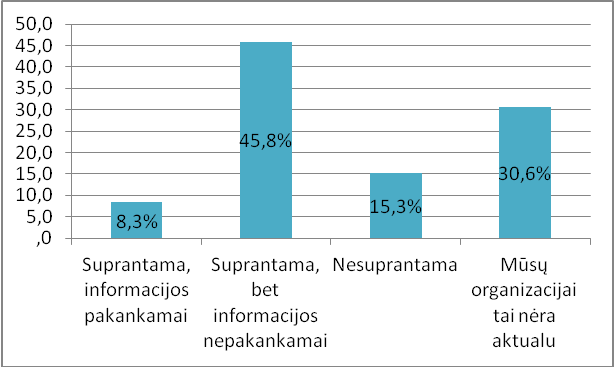 50,0
45,0
40,0
35,0
30,0
25,0
20,0
15,0
10,0
5,0
,0
8,3%
45,8%
15,3%
30,6%
Suprantama,
informacijos
pakankamai
Suprantama,
bet
informacijos
nepakankamai
Nesuprantama
Mūsų
organizacijai
tai nėra
aktualu